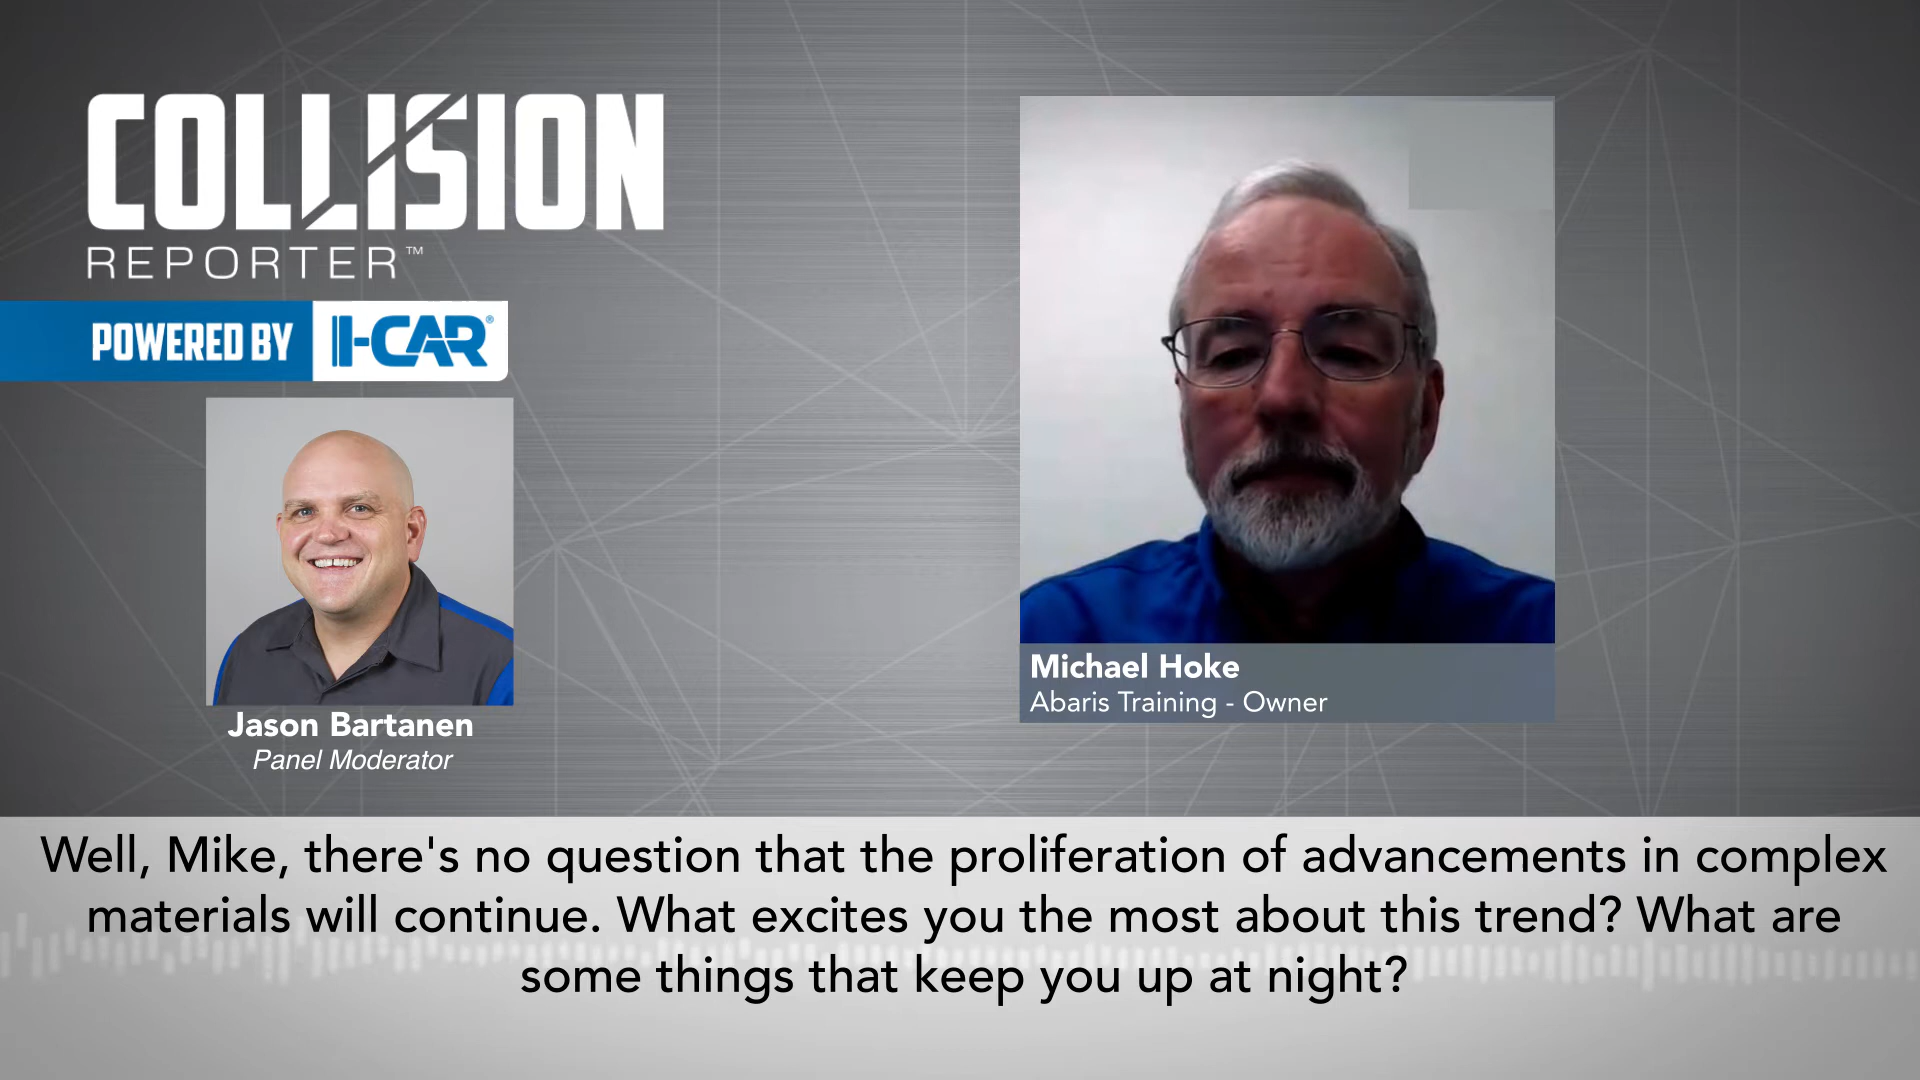 COLLISION
REPORTER™
POWERED BY I-CAR®
Jason Bartanen
Panel Moderator
Michael Hoke
Abaris Training - Owner
Well, Mike, there's no question that the proliferation of advancements in complex
materials will continue. What excites you the most about this trend? What are
some things that keep you up at night?